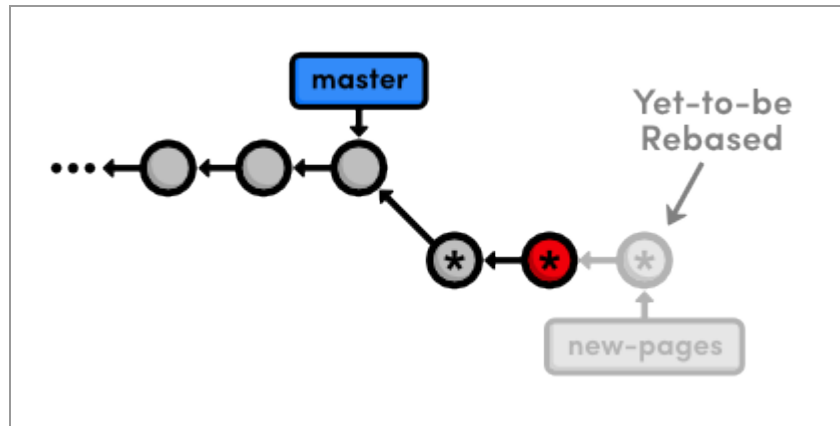 master
Yet-to-be
Rebased
...
*
*
*
new-pages